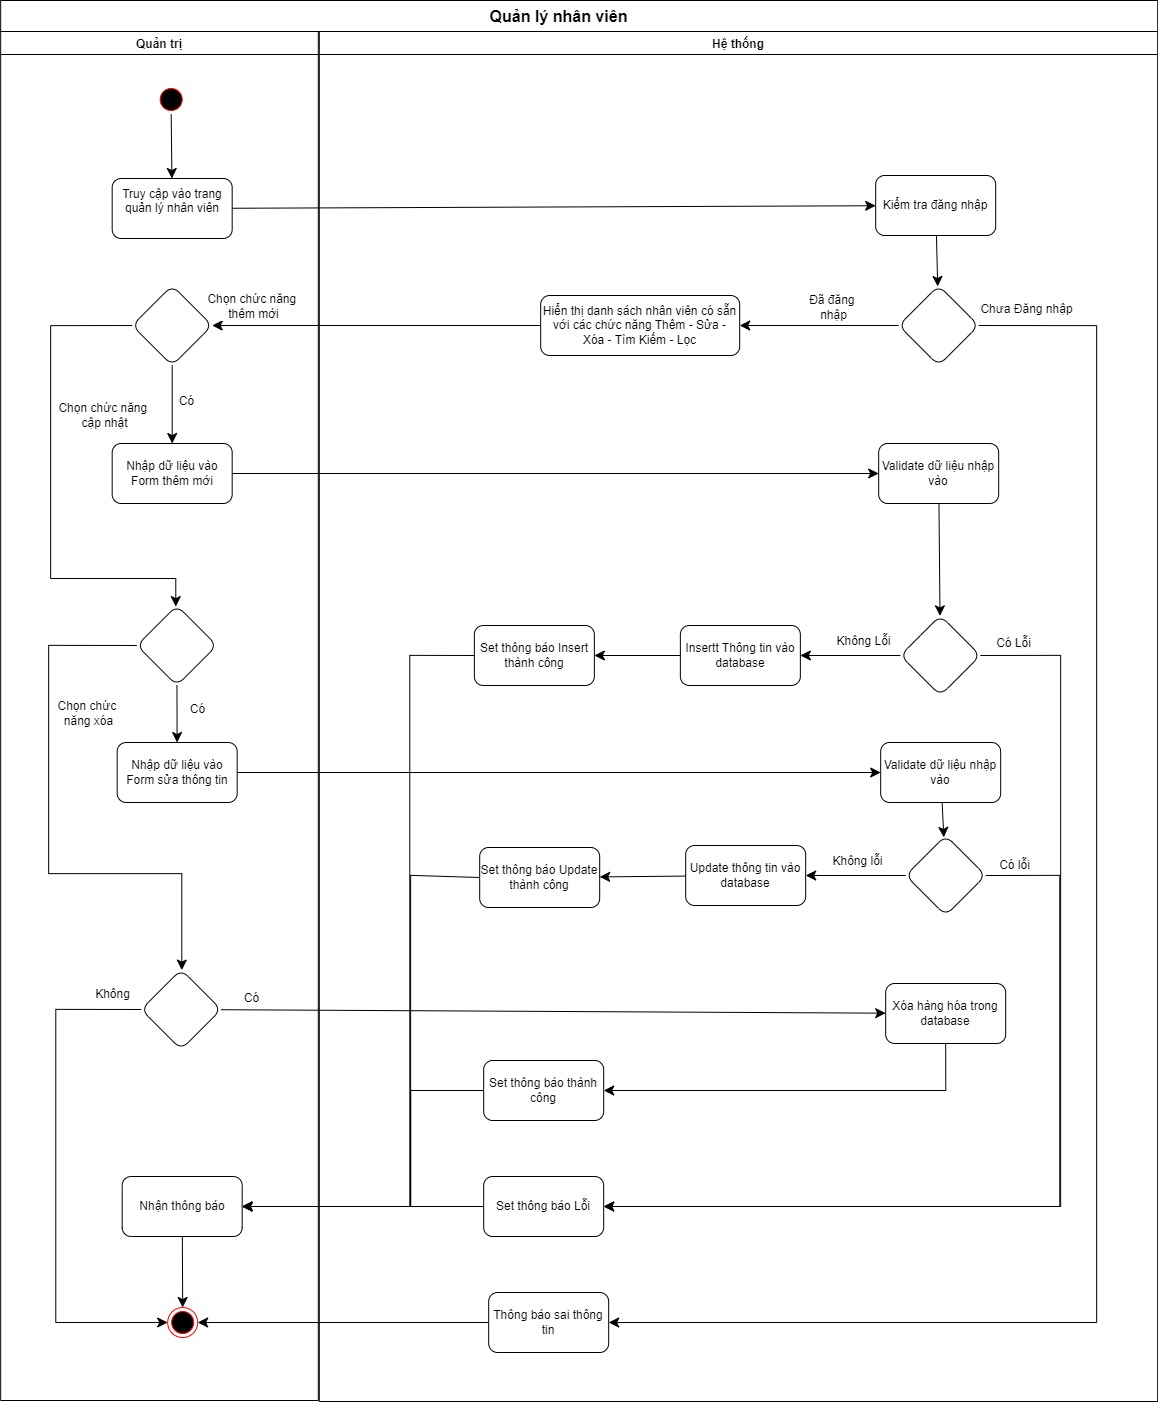 Quản lý nhân viên
Quản trị
Hệ thống
Truy cập vào trang
quản lý nhân viên
Kiểm tra đăng nhập
Chọn chức năng
thêm mới
Hiển thị danh sách nhân viên có sẵn
với các chức năng Thêm - Sửa -
Xóa - Tìm Kiếm - Lọc
Đã đăng
nhập
Chưa Đăng nhập
Có
Chọn chức năng
cập nhật
Nhập dữ liệu vào
Form thêm mới
Validate dữ liệu nhập
vào
Set thông báo Insert
thành công
Insertt Thông tin vào
database
Không Lỗi
Có Lỗi
Chọn chức
năng xóa
Có
Nhập dữ liệu vào
Form sửa thông tin
Validate dữ liệu nhập
vào
Set thông báo Update
thành công
Update thông tin vào
database
Không lỗi
Có lỗi
Không
Có
Xóa hàng hóa trong
database
Set thông báo thành
công
Nhận thông báo
Set thông báo Lỗi
Thông báo sai thông
tin